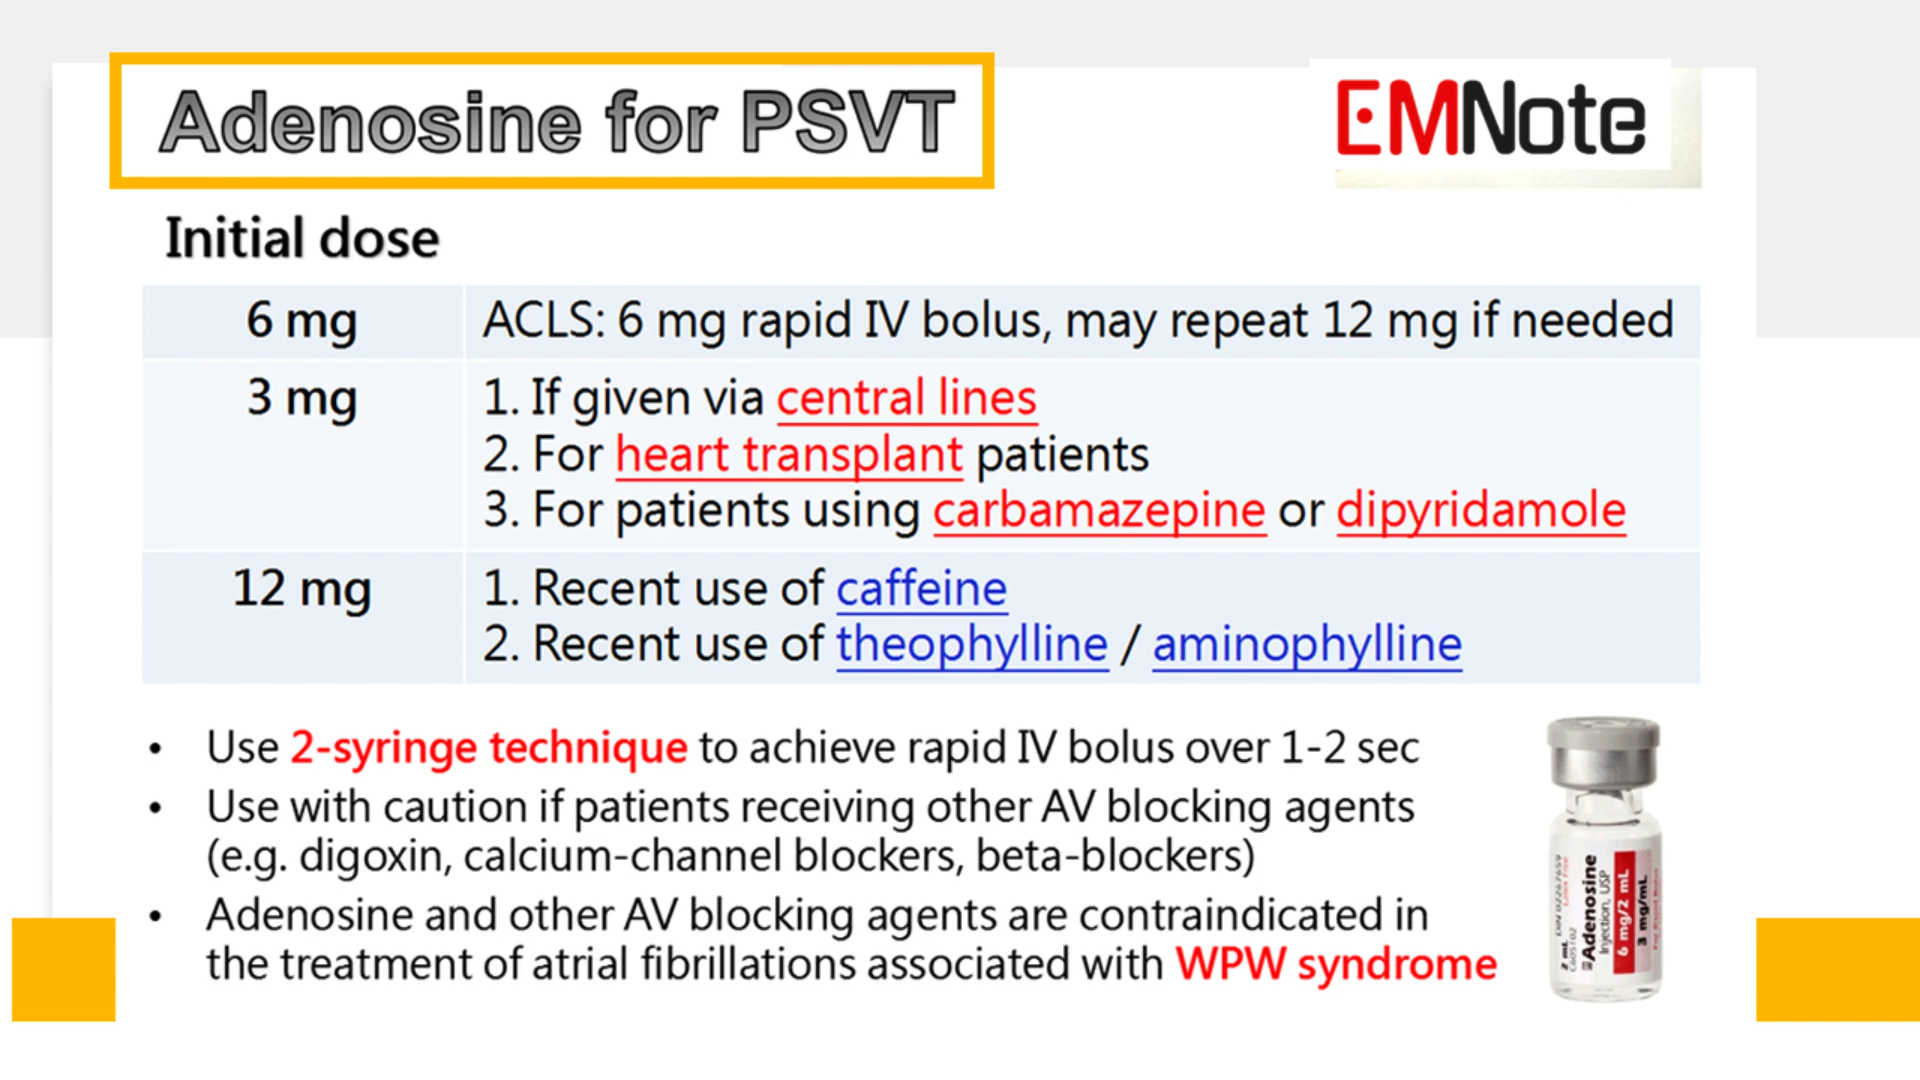 Adenosine for PSVT
EMNote
Initial dose
6 mg
ACLS: 6 mg rapid IV bolus, may repeat 12 mg if needed
3 mg
1. If given via central lines
2. For heart transplant patients
3. For patients using carbamazepine or dipyridamole
12 mg
1. Recent use of caffeine
2. Recent use of theophylline / aminophylline
• Use 2-syringe technique to achieve rapid IV bolus over 1-2 sec
• Use with caution if patients receiving other AV blocking agents
(e.g. digoxin, calcium-channel blockers, beta-blockers)
• Adenosine and other AV blocking agents are contraindicated in
the treatment of atrial fibrillations associated with WPW syndrome
2 mL
Adenosine
Injection, USP
6 mg/2 mL
3 mg/mL